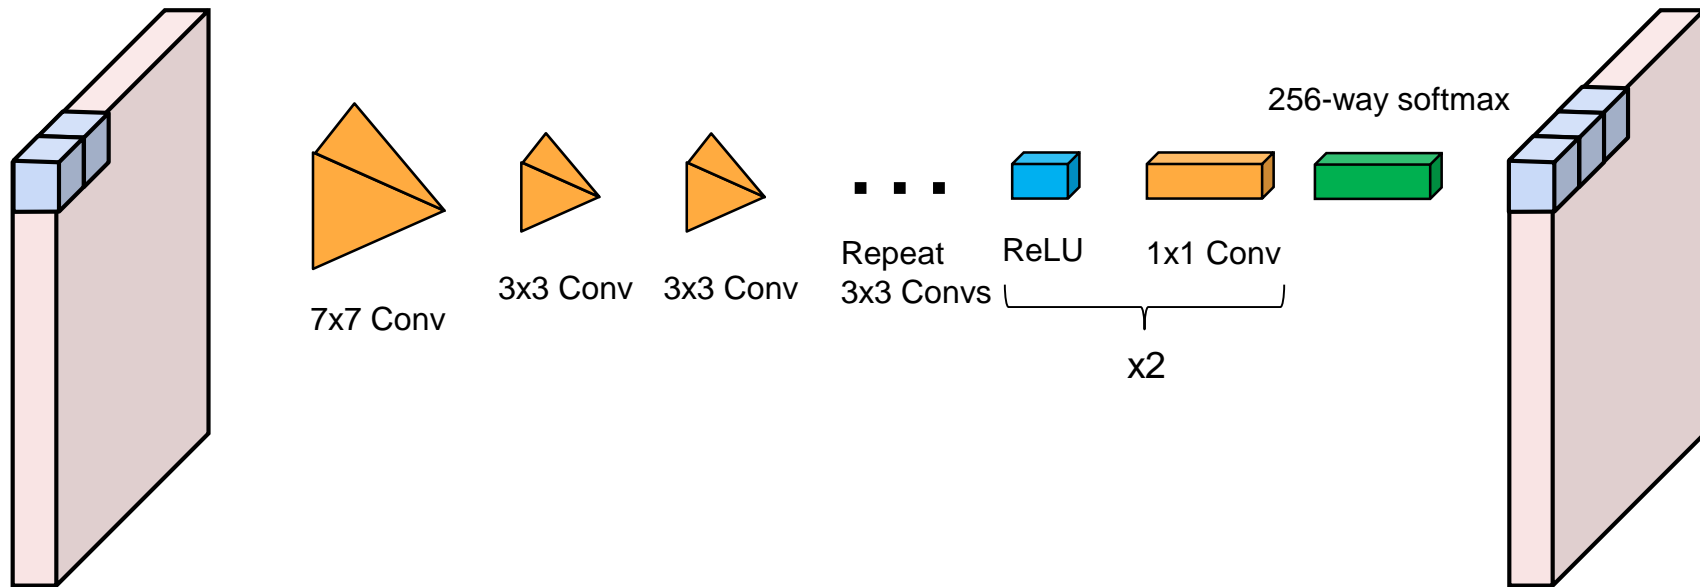 256-way softmax
7x7 Conv
3x3 Conv
3x3 Conv
Repeat
3x3 Convs
ReLU
1x1 Conv
x2